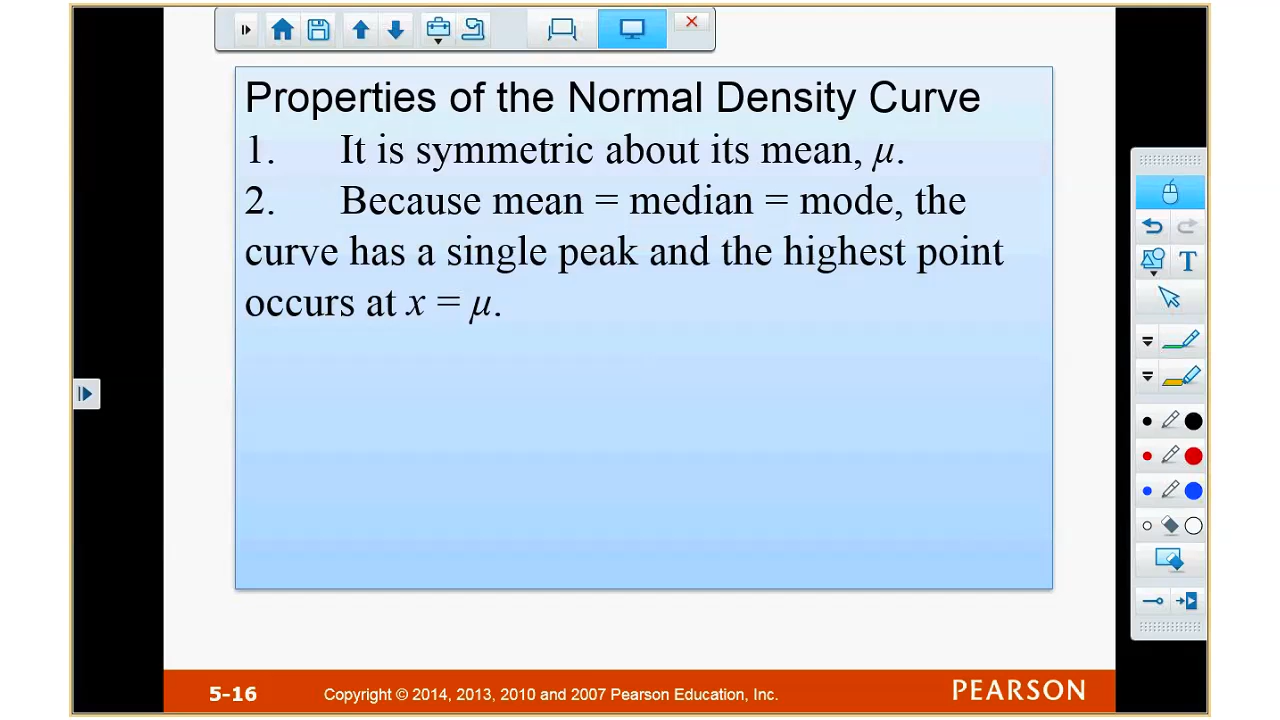 Properties of the Normal Density Curve
1. It is symmetric about its mean, μ.
2. Because mean = median = mode, the
curve has a single peak and the highest point
occurs at x = μ.
T
5-16 Copyright © 2014, 2013, 2010 and 2007 Pearson Education, Inc. PEARSON